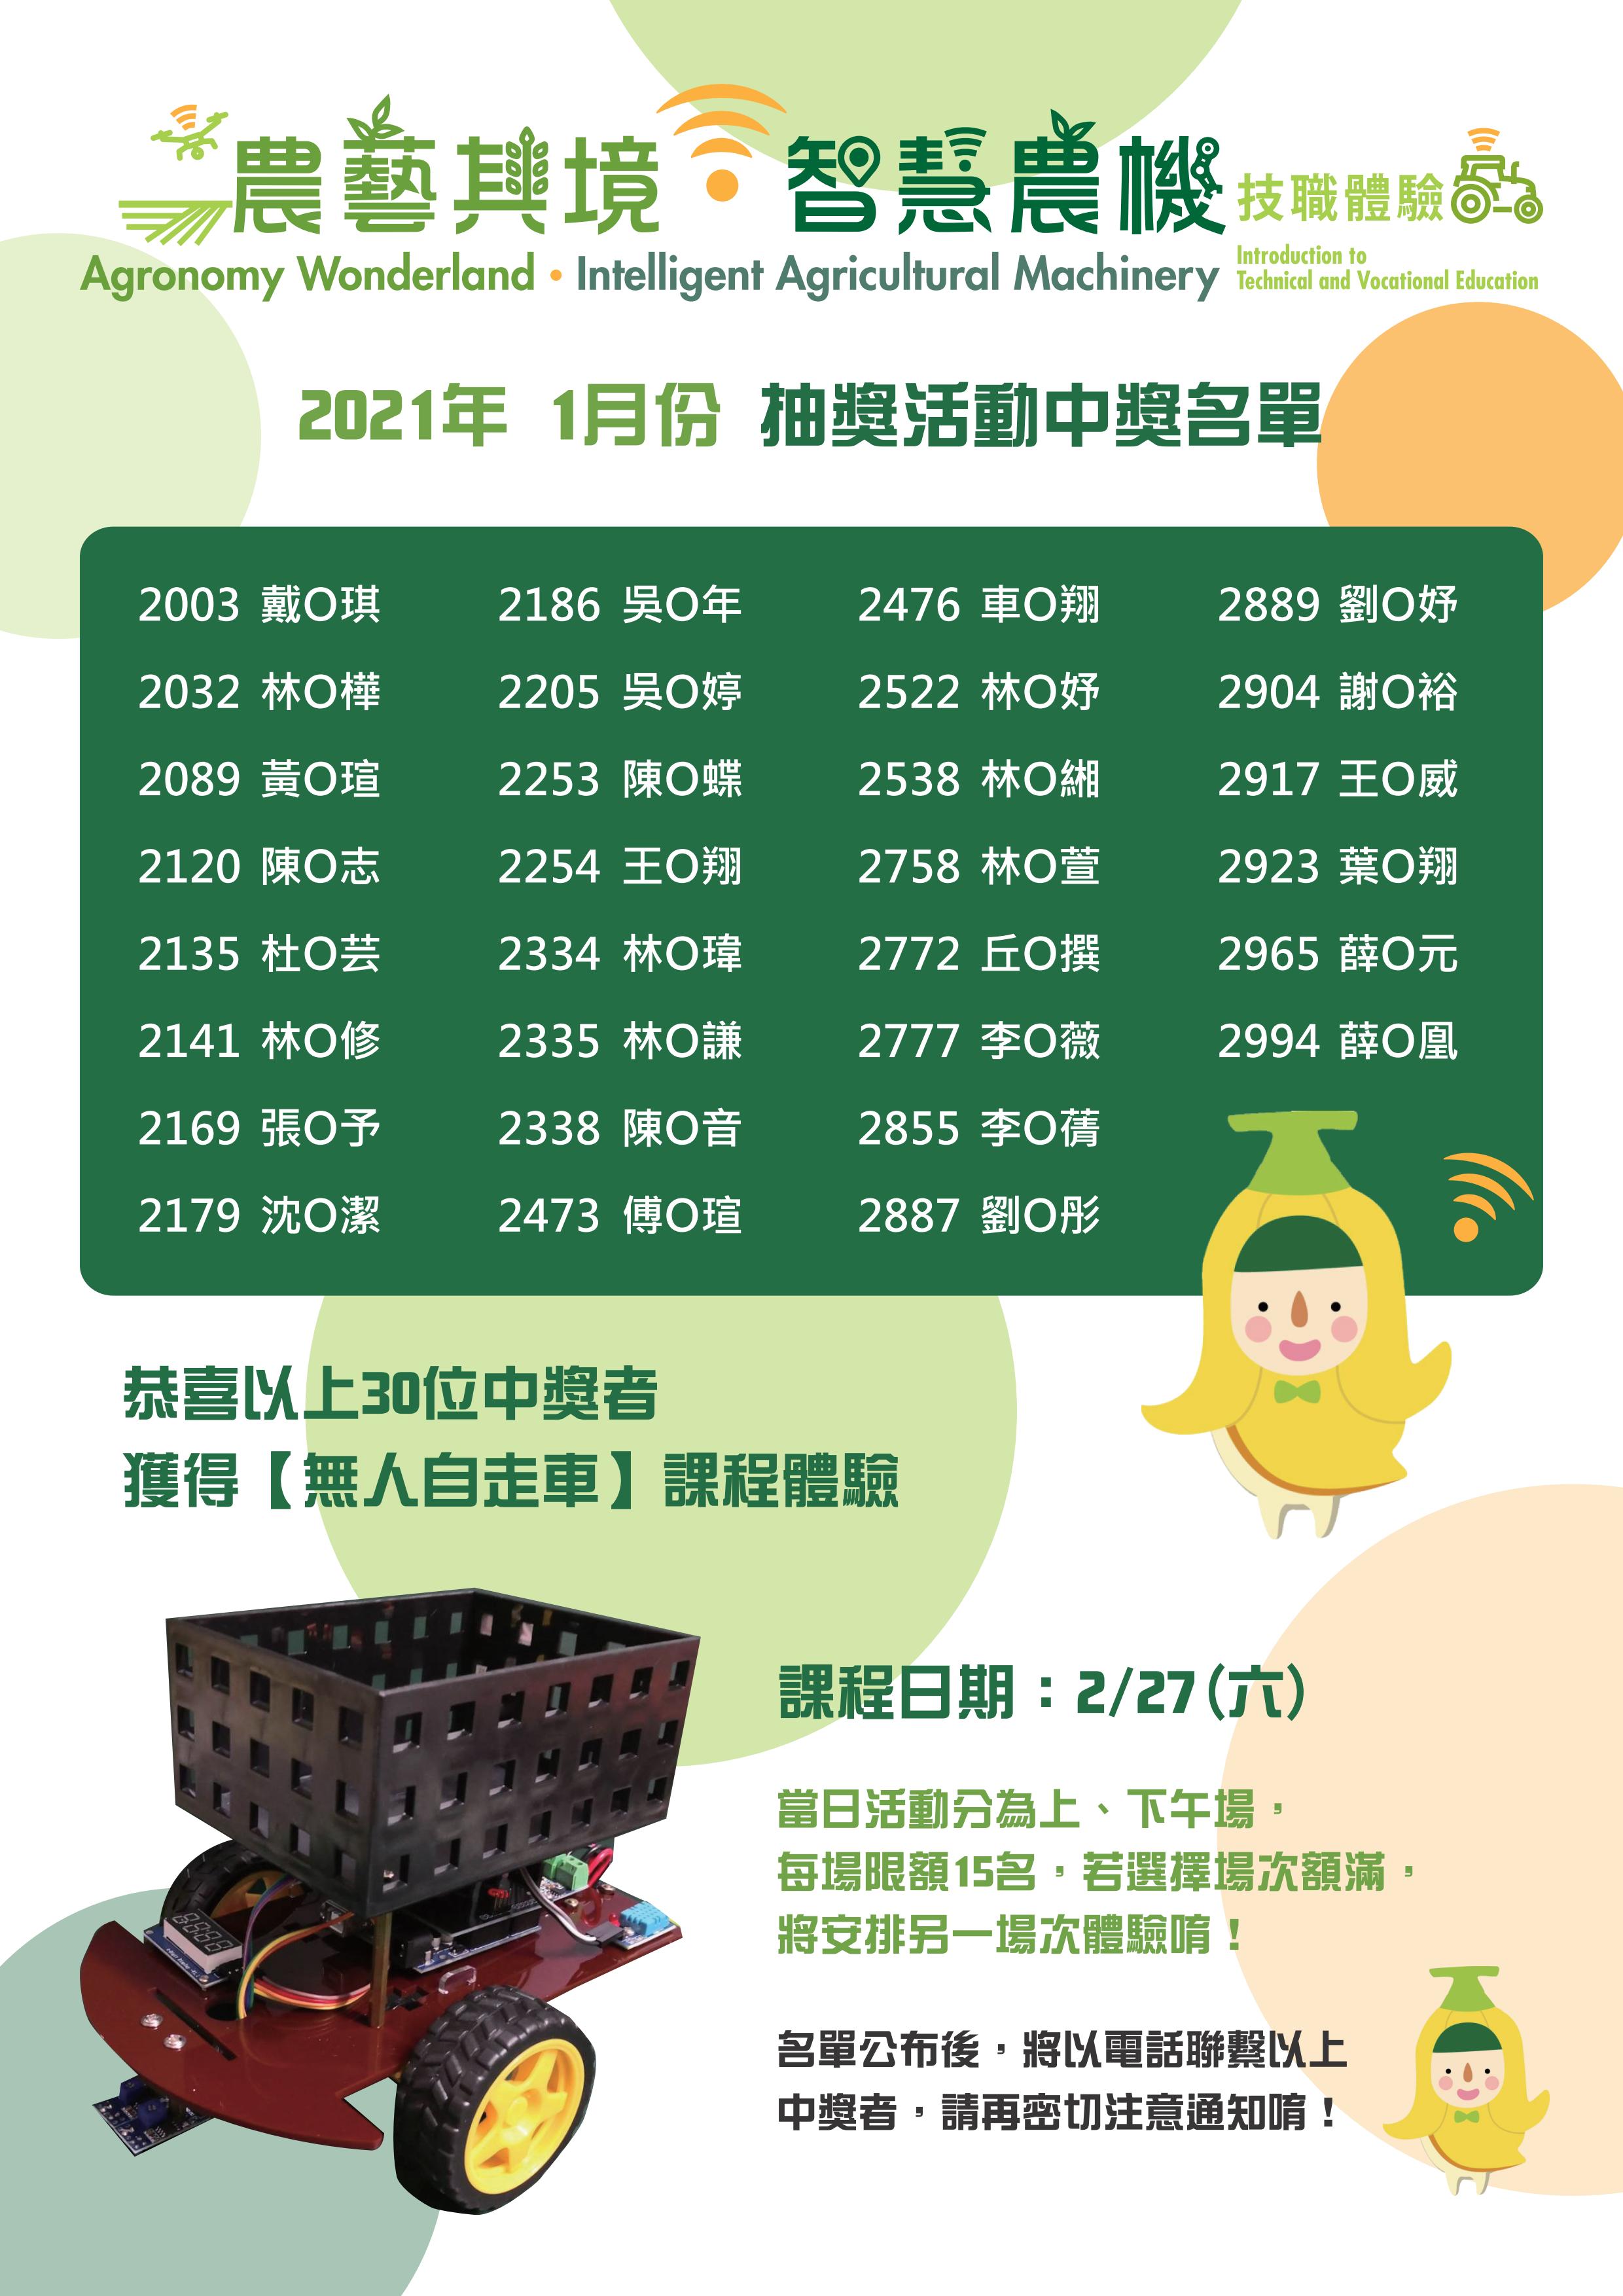 農藝其境 智慧農機 技職體驗
Agronomy Wonderland • Intelligent Agricultural Machinery
Introduction to
Technical and Vocational Education
2021年 1月份 抽獎活動中獎名單
2003 戴O琪
2032 林O樺
2089 黃O瑄
2120 陳O志
2135 杜O芸
2141 林O修
2169 張O予
2179 沈O潔
2186 吳O年
2205 吳O婷
2253 陳O蝶
2254 王O翔
2334 林O瑋
2335 林O謙
2338 陳O音
2473 傅O瑄
2476 車O翔
2522 林O妤
2538 林O緗
2758 林O萱
2772 丘O撰
2777 李O薇
2855 李O蒨
2887 劉O彤
2889 劉O妤
2904 謝O裕
2917 王O威
2923 葉O翔
2965 薛O元
2994 薛O凰
恭喜以上30位中獎者
獲得【無人自走車】課程體驗
課程日期：2/27(六)
當日活動分為上、下午場，
每場限額15名，若選擇場次額滿，
將安排另一場次體驗唷！
名單公布後，將以電話聯繫以上
中獎者，請再密切注意通知唷！